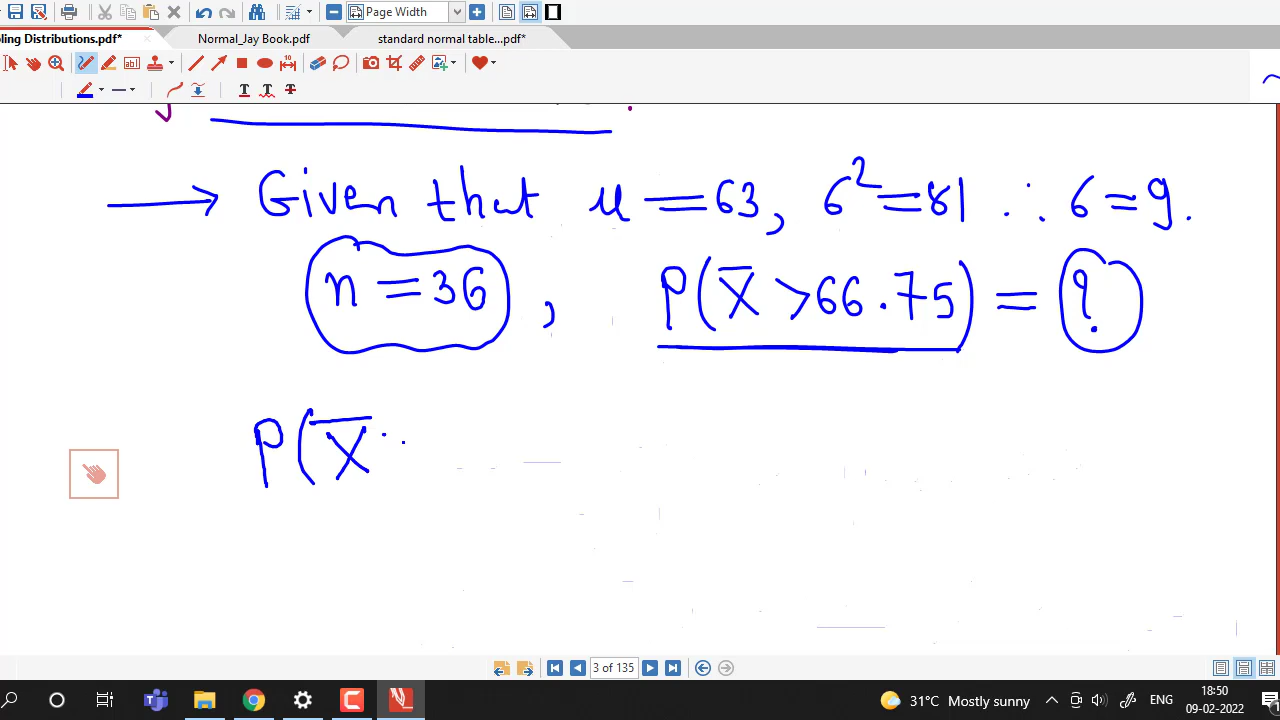 Page Width
pling Distributions.pdf* Normal_Jay Book.pdf standard normal table...pdf*
→ Given that μ = 63, σ² = 81 ∴ σ = 9.
n = 36, P(X̅ > 66.75) = ?
P(X̅
3 of 135
31°C Mostly sunny ENG 18:50
09-02-2022